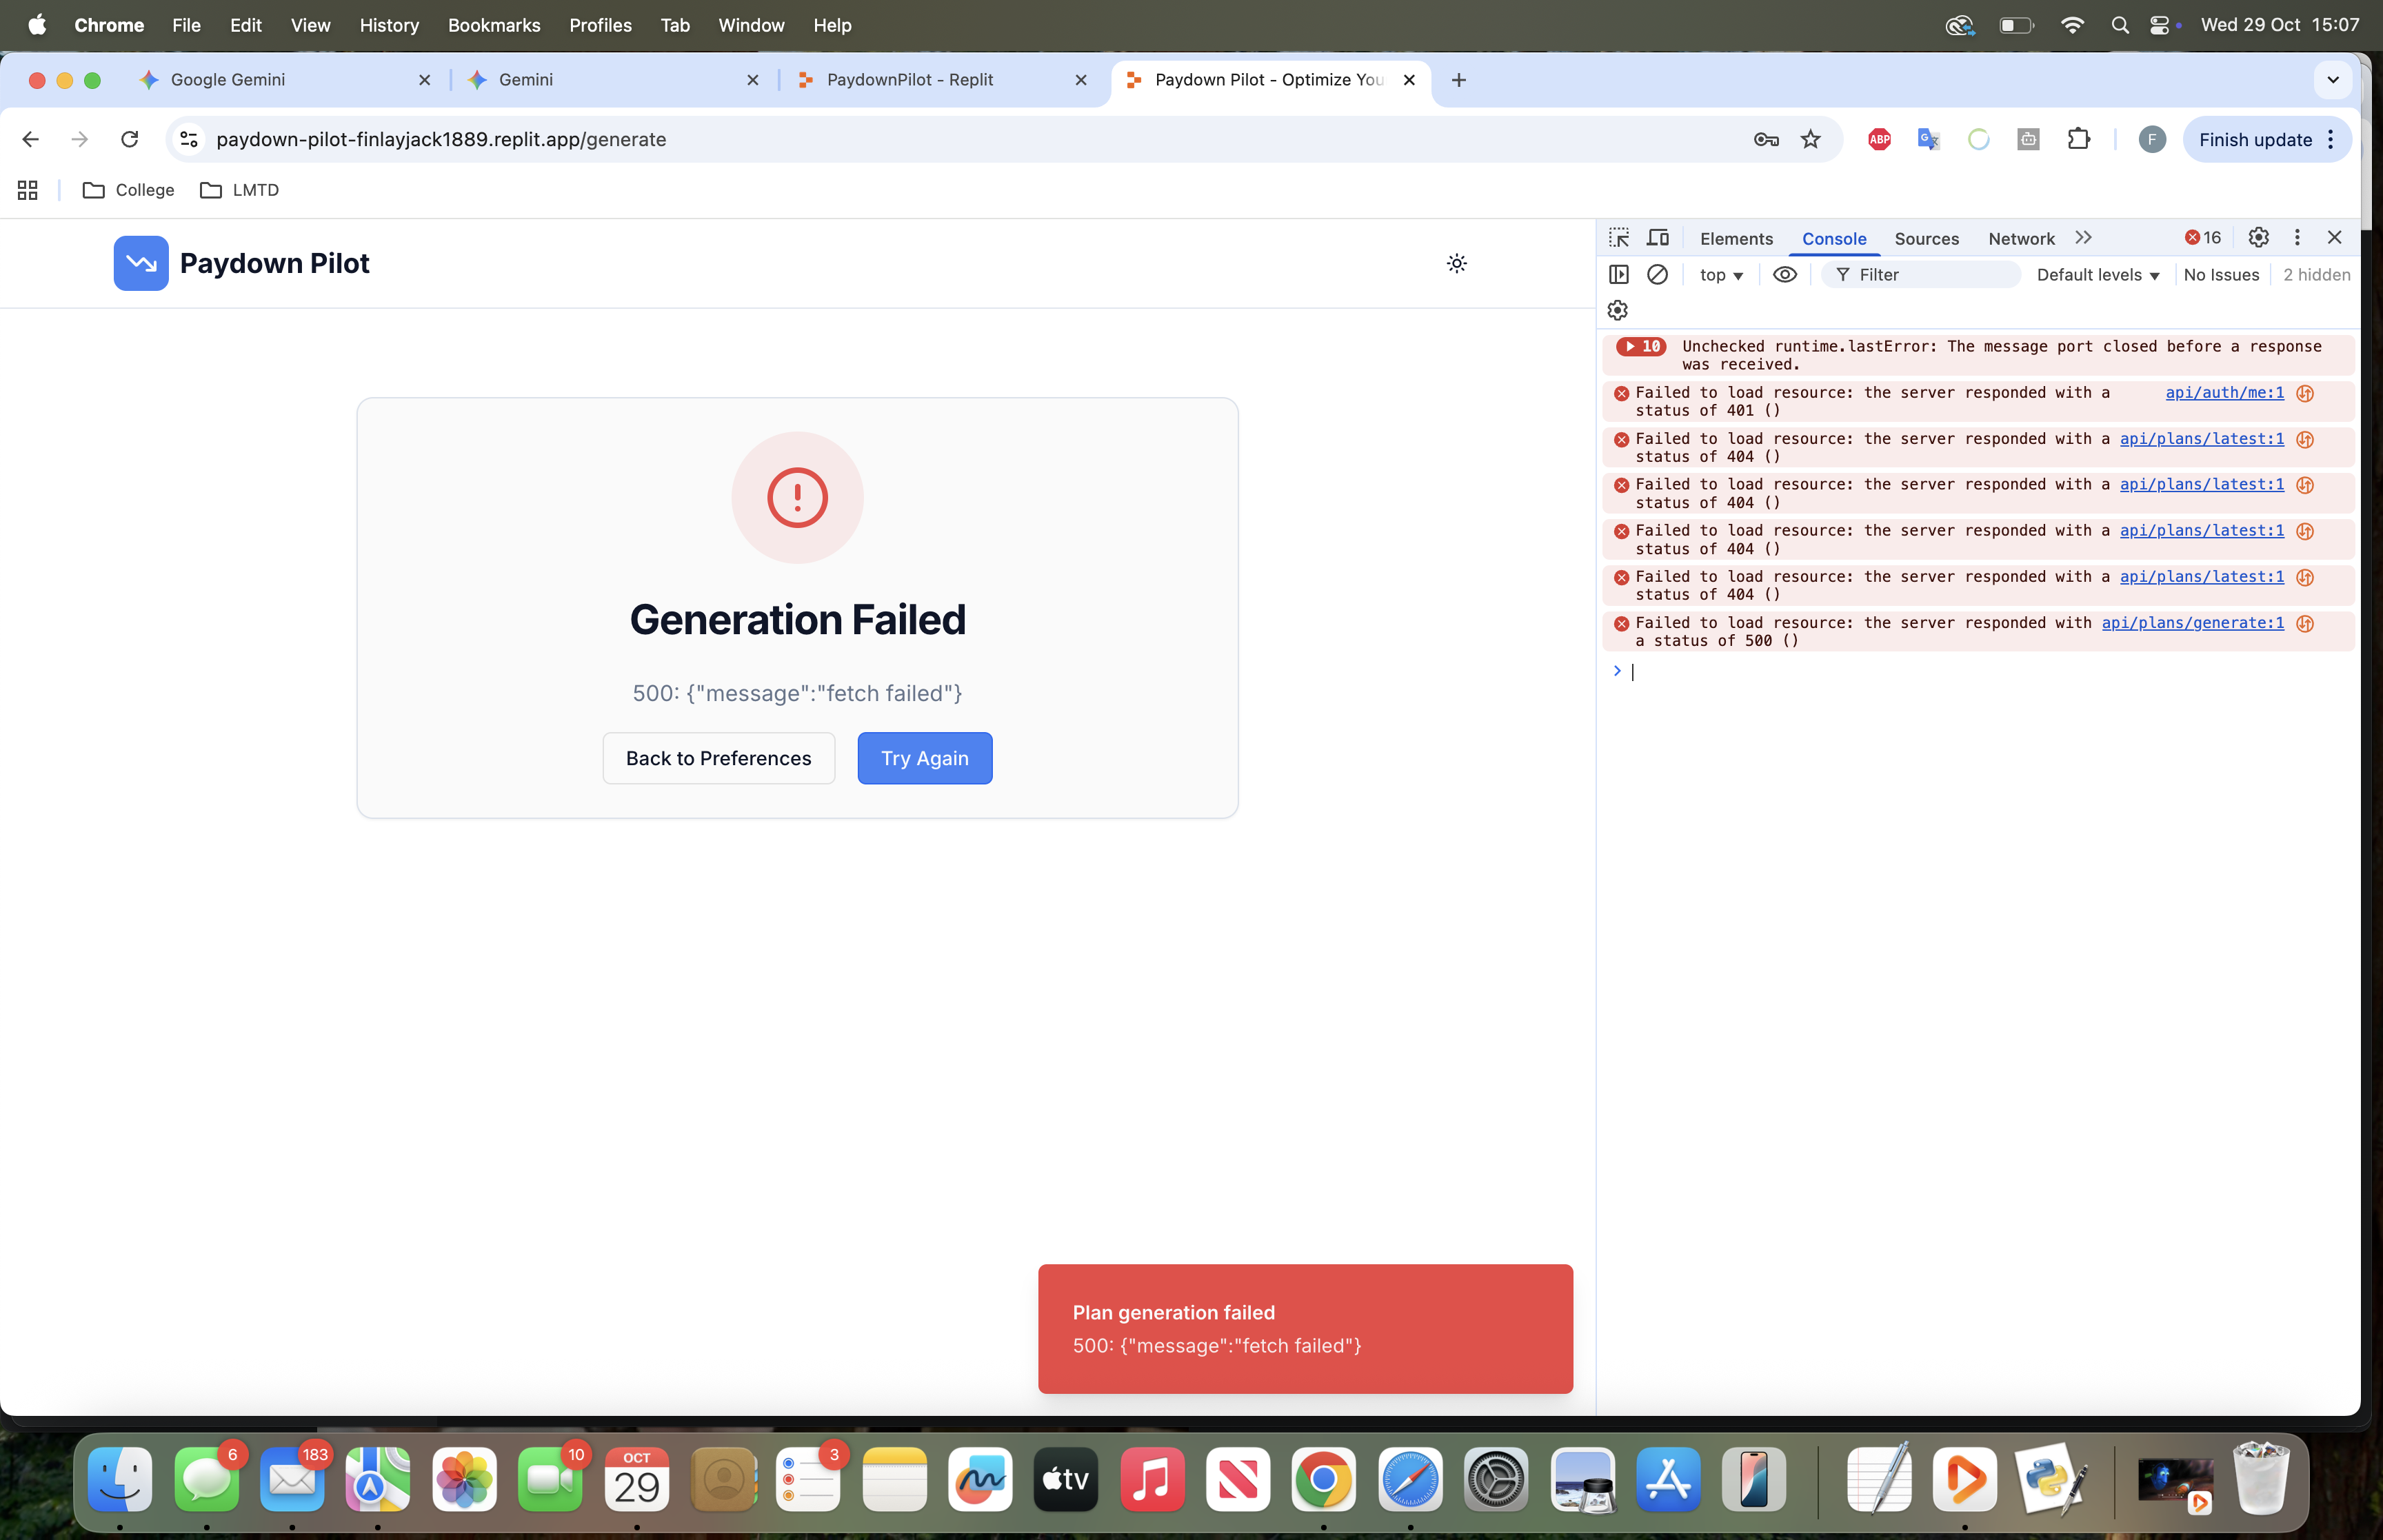 Chrome File Edit View History Bookmarks Profiles Tab Window Help Wed 29 Oct 15:07
Google Gemini Gemini PaydownPilot - Replit Paydown Pilot - Optimize You
paydown-pilot-finlayjack1889.replit.app/generate ABP G F Finish update
College LMTD
Paydown Pilot
Generation Failed
500: {"message":"fetch failed"}
Back to Preferences Try Again
Plan generation failed
500: {"message":"fetch failed"}
Elements Console Sources Network 16
top Filter Default levels No Issues 2 hidden
10 Unchecked runtime.lastError: The message port closed before a response
was received.
Failed to load resource: the server responded with a api/auth/me:1
status of 401 ()
Failed to load resource: the server responded with a api/plans/latest:1
status of 404 ()
Failed to load resource: the server responded with a api/plans/latest:1
status of 404 ()
Failed to load resource: the server responded with a api/plans/latest:1
status of 404 ()
Failed to load resource: the server responded with a api/plans/latest:1
status of 404 ()
Failed to load resource: the server responded with api/plans/generate:1
a status of 500 ()
6 183 10 OCT 29 3 tv